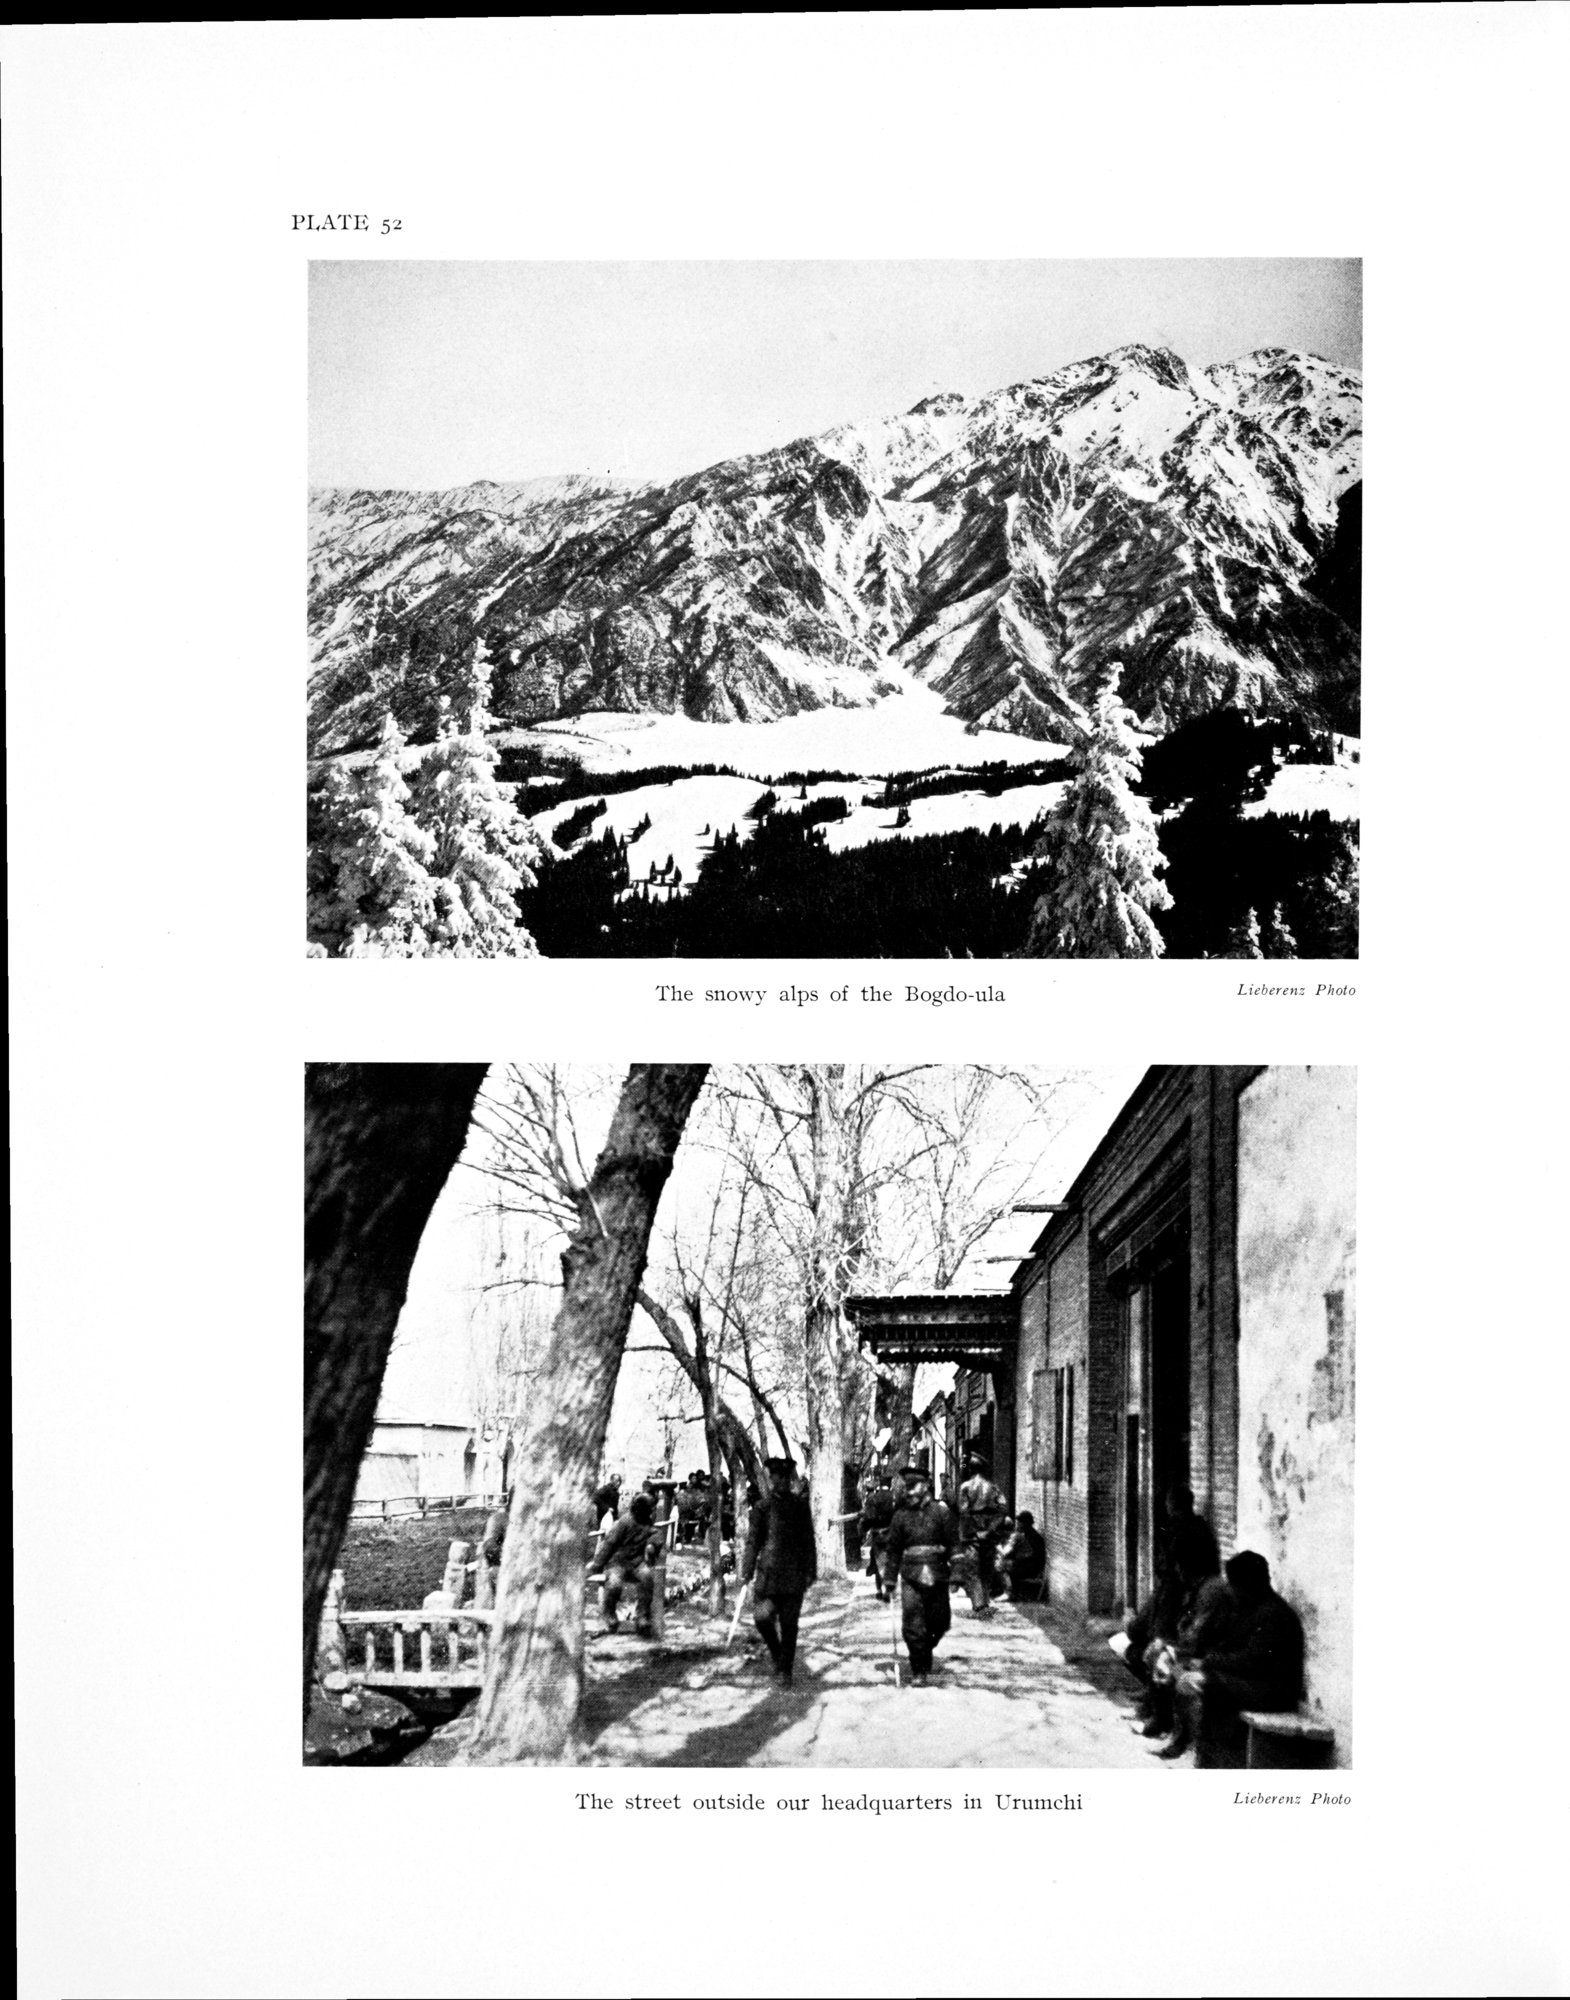 PLATE 52
The snowy alps of the Bogdo-ula
Lieberenz Photo
The street outside our headquarters in Urumchi
Lieberenz Photo